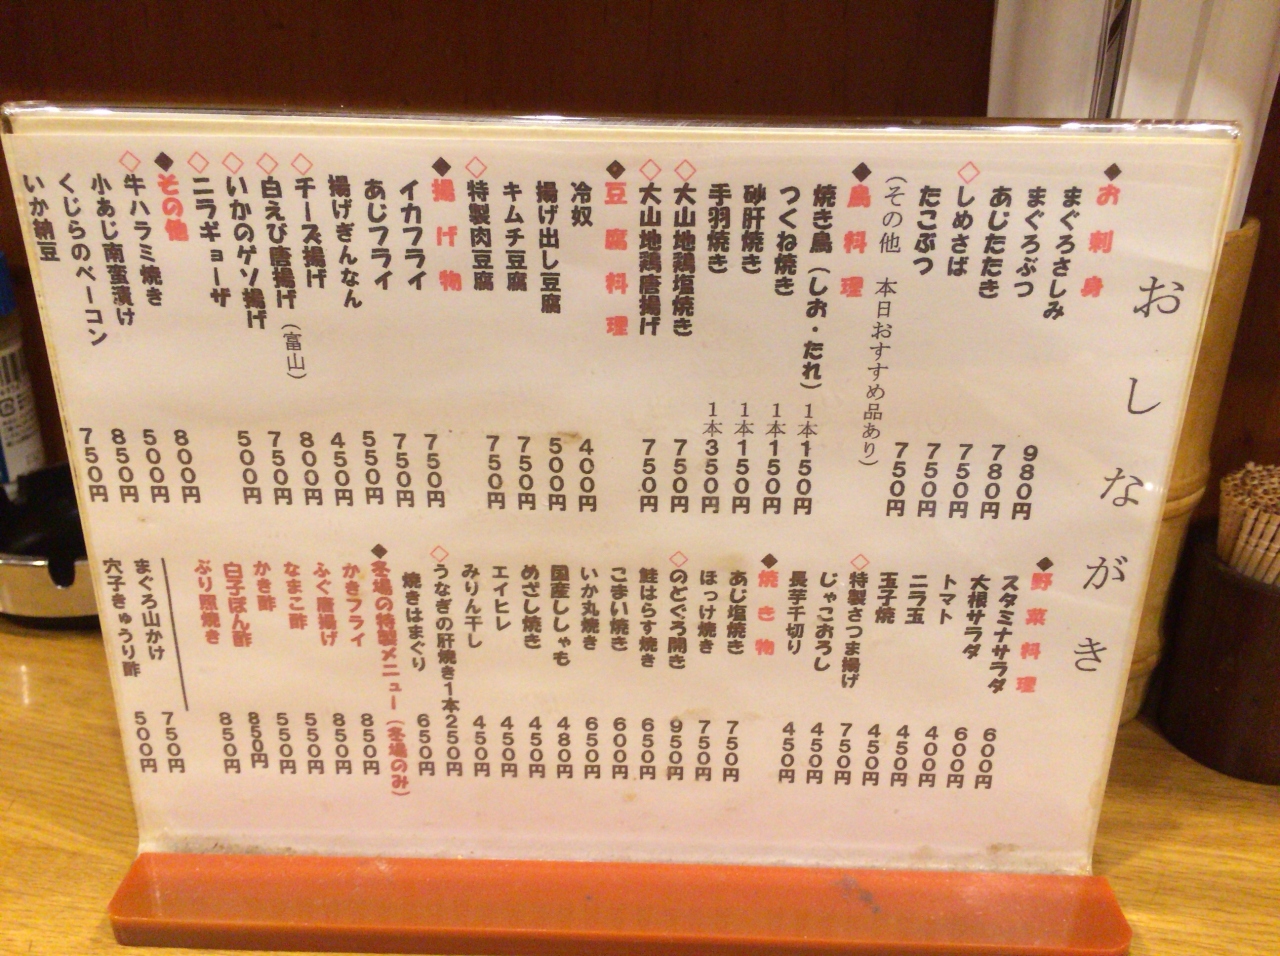 おしながき
◆お刺身
まぐろさしみ 980円
まぐろぶつ 780円
あじたたき 750円
◇しめさば 750円
たこぶつ 750円
(その他 本日おすすめ品あり)
◆鳥料理
焼き鳥(しお・たれ) 1本150円
つくね焼き 1本150円
砂肝焼き 1本150円
手羽焼き 1本350円
◇大山地鶏塩焼き 750円
◇大山地鶏唐揚げ 750円
◆豆腐料理
冷奴 400円
揚げ出し豆腐 500円
キムチ豆腐 750円
◇特製肉豆腐 750円
◆揚げ物
イカフライ 750円
あじフライ 750円
揚げぎんなん 550円
◇チーズ揚げ 450円
◇白えび唐揚げ(富山) 800円
◇いかのゲソ揚げ 750円
◇ニラギョーザ 500円
◆その他
◇牛ハラミ焼き 800円
小あじ南蛮漬け 500円
くじらのベーコン 850円
いか納豆 750円
◆野菜料理
スタミナサラダ 600円
大根サラダ 600円
トマト 400円
ニラ玉 450円
玉子焼 450円
◇特製さつま揚げ 750円
じゃこおろし 450円
長芋千切り 450円
◆焼き物
あじ塩焼き 750円
ほっけ焼き 750円
◇のどぐろ開き 950円
鮭はらす焼き 650円
こまい焼き 600円
いか丸焼き 650円
国産ししゃも 480円
めざし焼き 450円
エイヒレ 450円
みりん干し 450円
◇うなぎの肝焼き1本250円
焼きはまぐり 650円
◆冬場の特製メニュー(冬場のみ)
かきフライ 850円
ふぐ唐揚げ 850円
なまこ酢 550円
かき酢 550円
白子ぽん酢 850円
ぶり照焼き 850円
まぐろ山かけ 750円
穴子きゅうり酢 500円